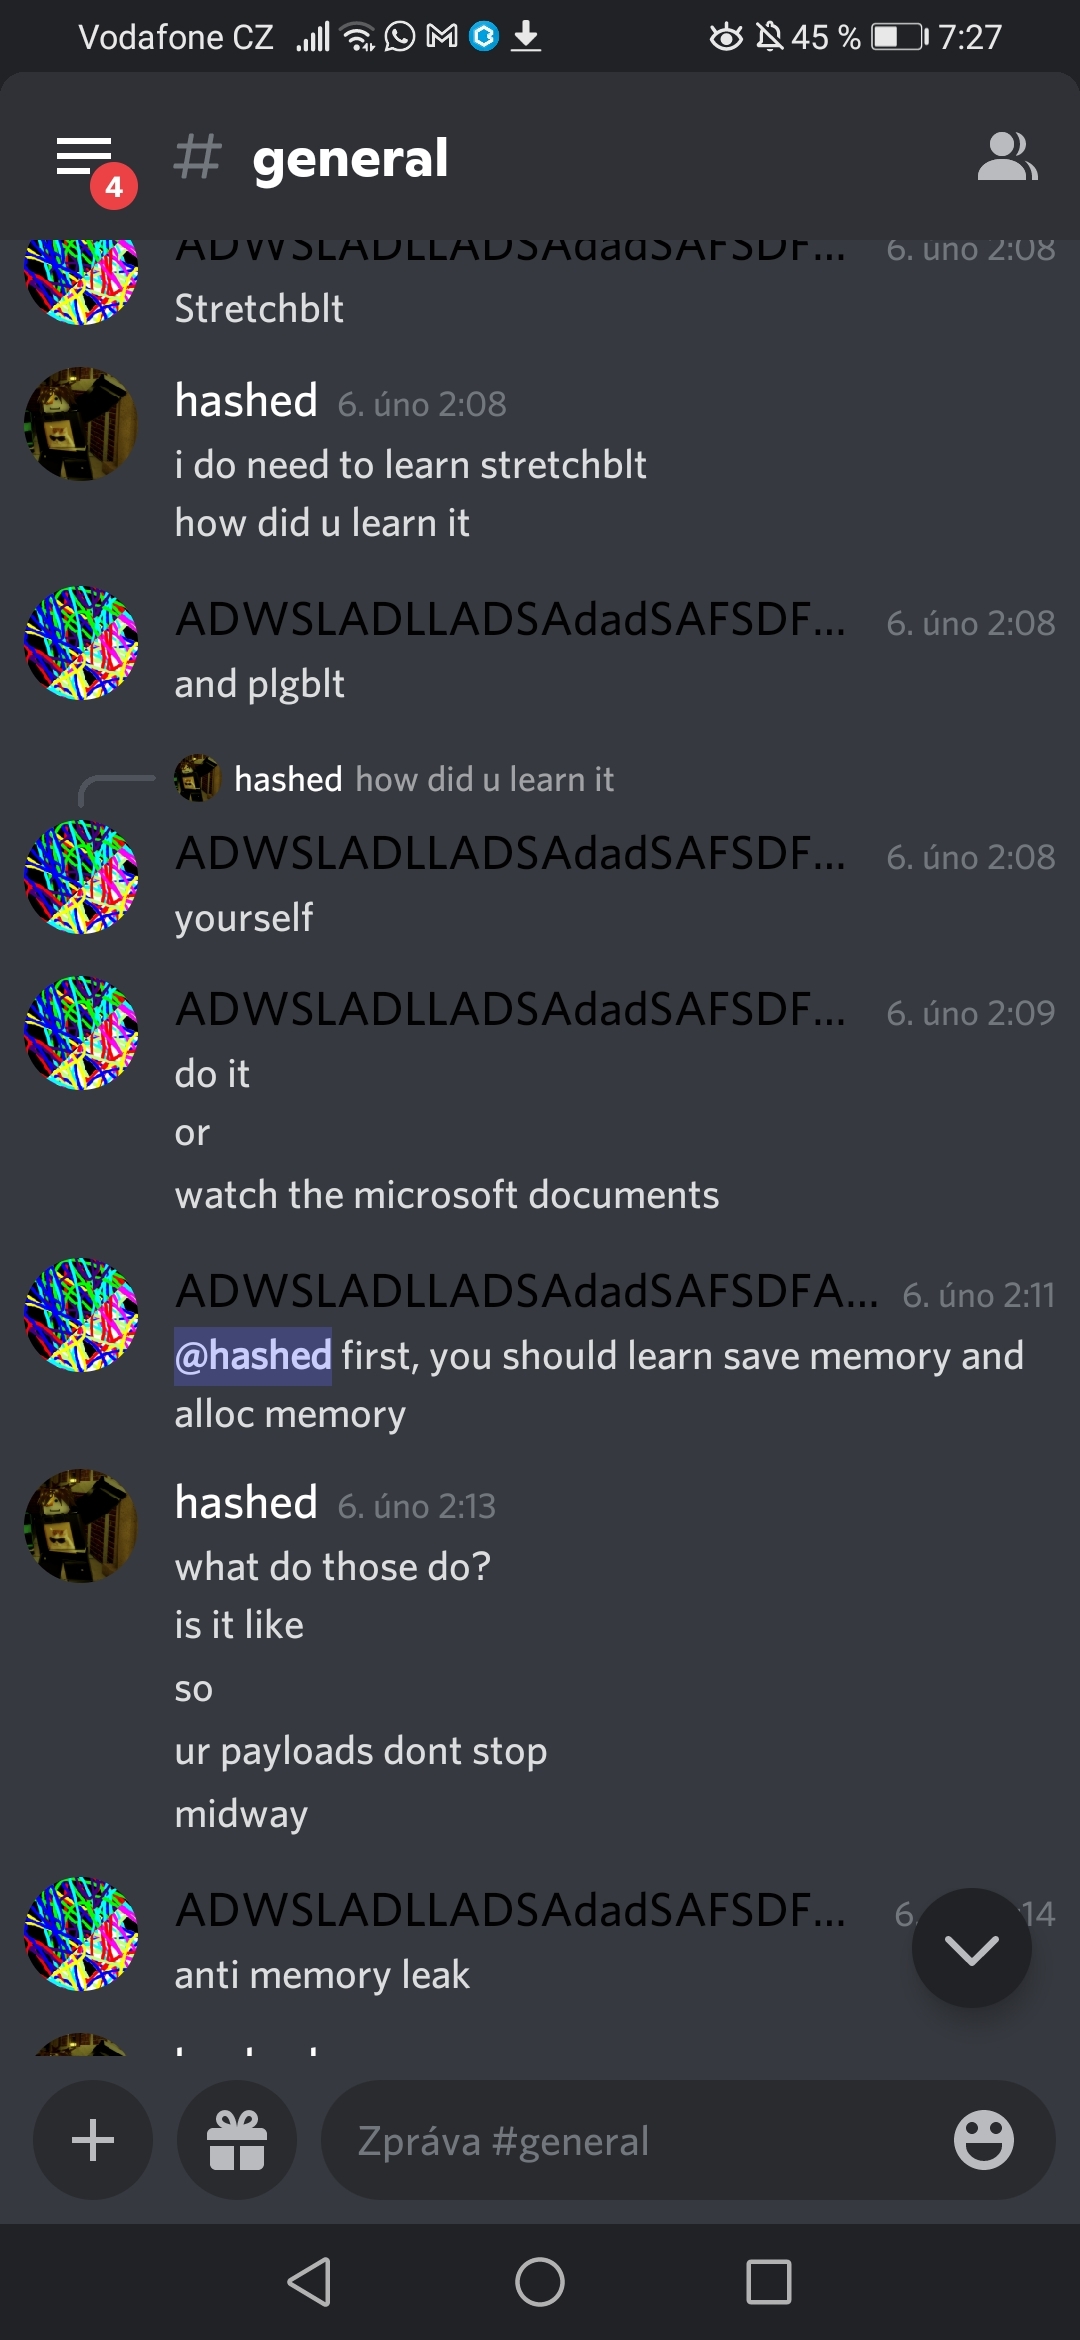 Vodafone CZ 45 % 7:27
4
# general
ADWSLADLLADSAdadSAFSDF... 6. úno 2:08
Stretchblt
hashed 6. úno 2:08
i do need to learn stretchblt
how did u learn it
ADWSLADLLADSAdadSAFSDF... 6. úno 2:08
and plgblt
hashed how did u learn it
ADWSLADLLADSAdadSAFSDF... 6. úno 2:08
yourself
ADWSLADLLADSAdadSAFSDF... 6. úno 2:09
do it
or
watch the microsoft documents
ADWSLADLLADSAdadSAFSDFA... 6. úno 2:11
@hashed first, you should learn save memory and
alloc memory
hashed 6. úno 2:13
what do those do?
is it like
so
ur payloads dont stop
midway
ADWSLADLLADSAdadSAFSDF... 6. 14
anti memory leak
Zpráva #general